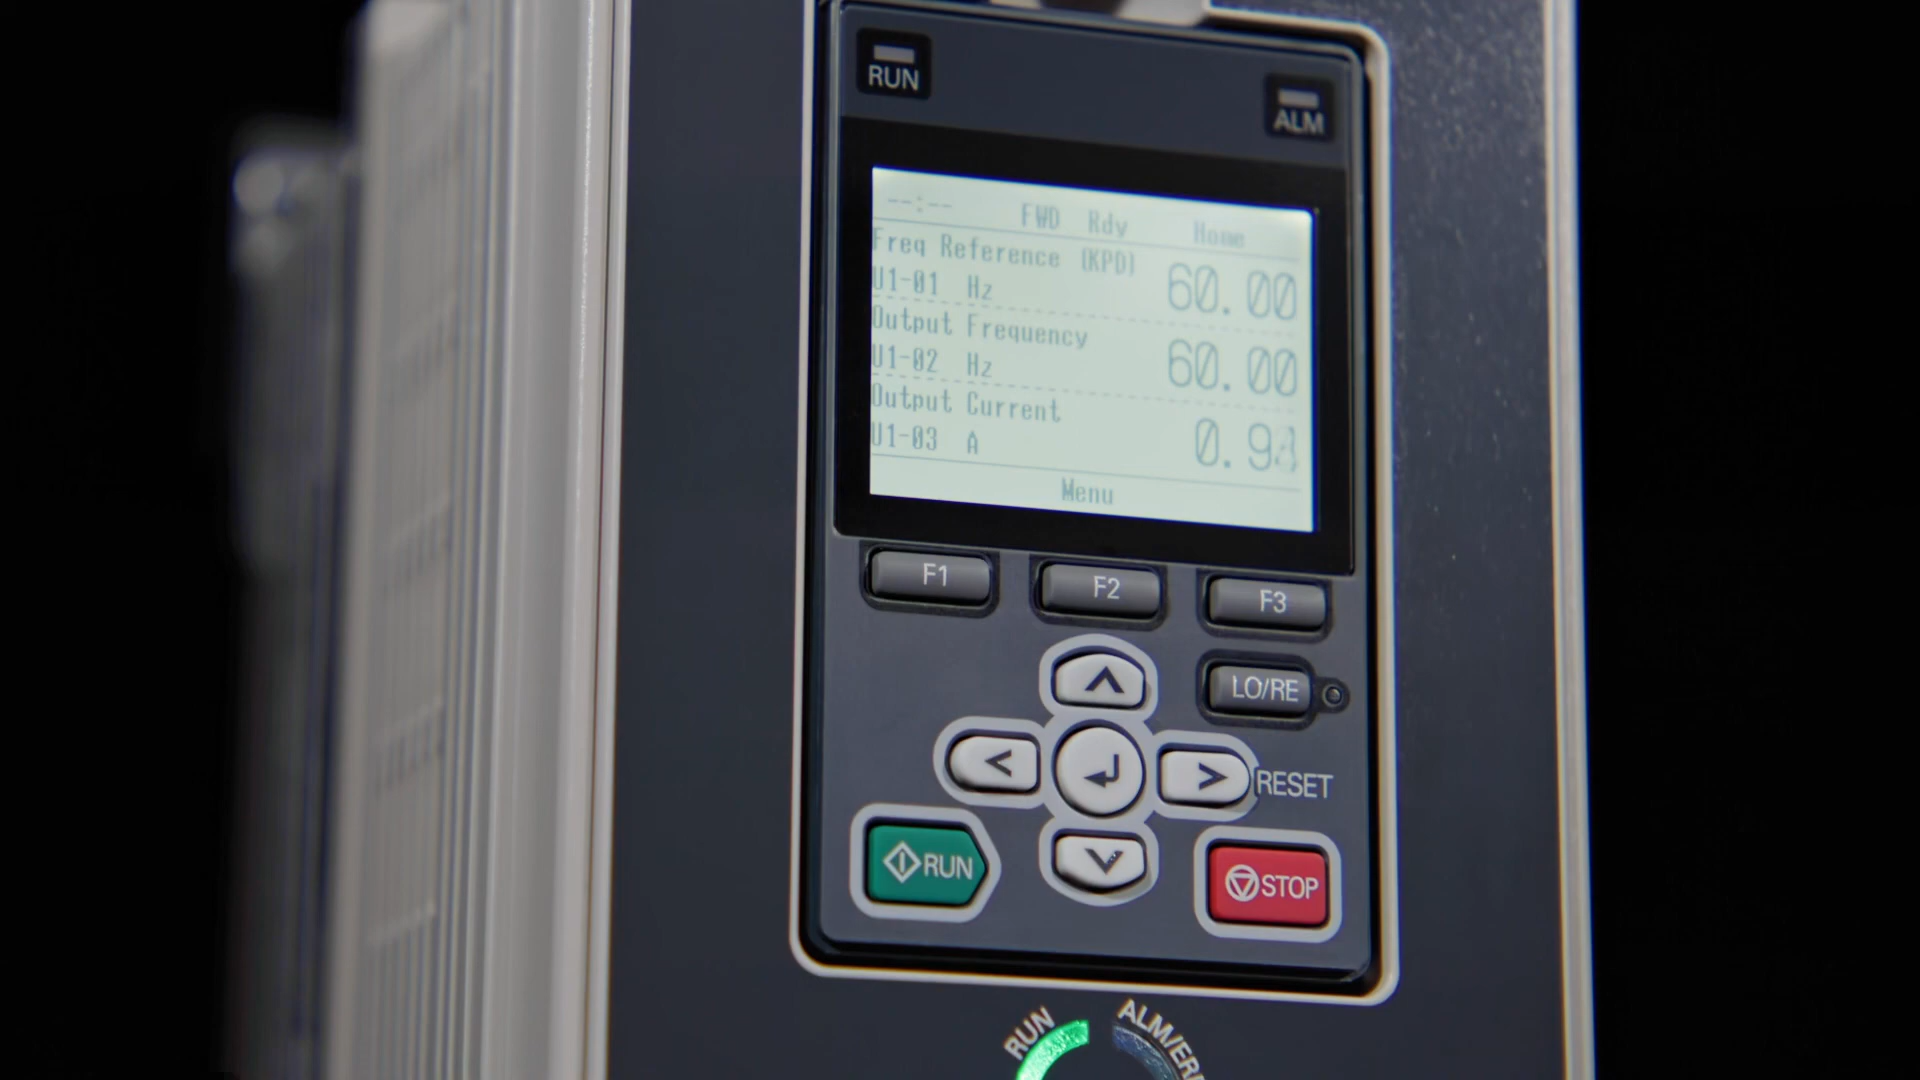 RUN
ALM
--:-- FWD Rdy Home
Freq Reference (KPD)
U1-01 Hz 60.00
Output Frequency
U1-02 Hz 60.00
Output Current
U1-03 A
Menu
F1 F2 F3
LO/RE
RESET
RUN
STOP
RUN